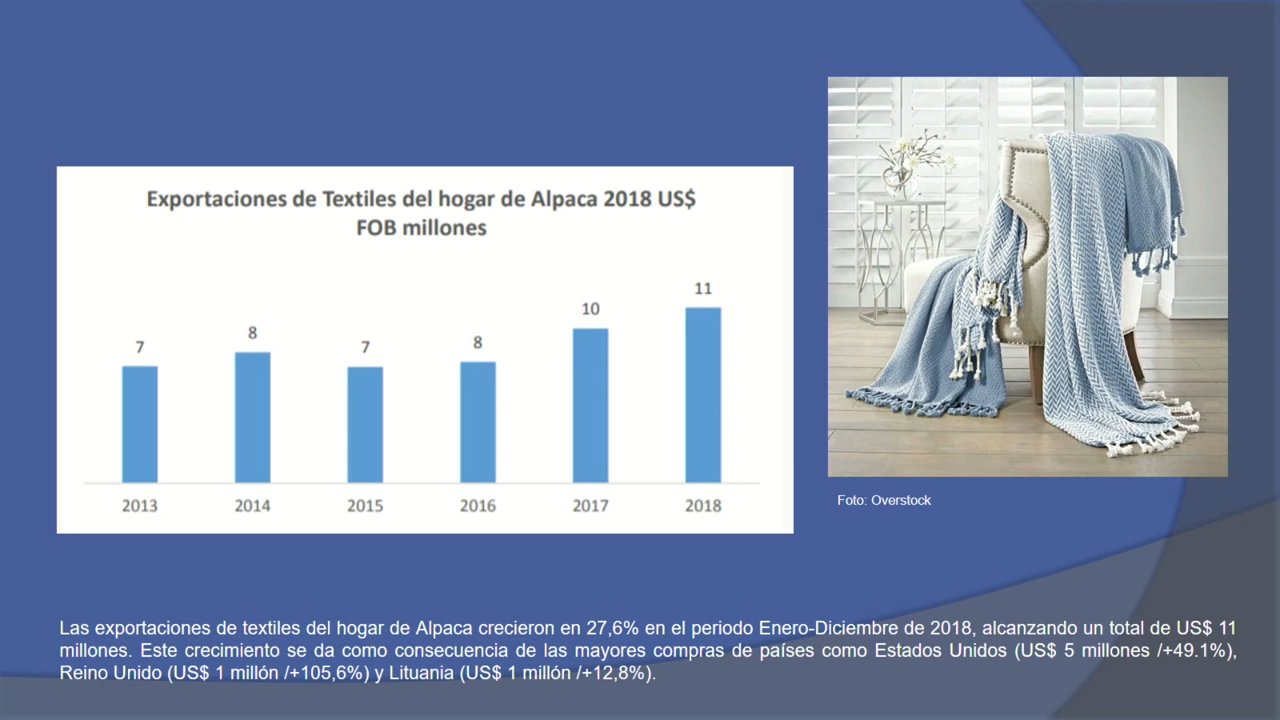 Exportaciones de Textiles del hogar de Alpaca 2018 US$
FOB millones
7
8
7
8
10
11
2013
2014
2015
2016
2017
2018
Foto: Overstock
Las exportaciones de textiles del hogar de Alpaca crecieron en 27,6% en el periodo Enero-Diciembre de 2018, alcanzando un total de US$ 11
millones. Este crecimiento se da como consecuencia de las mayores compras de países como Estados Unidos (US$ 5 millones /+49.1%),
Reino Unido (US$ 1 millón /+105,6%) y Lituania (US$ 1 millón /+12,8%).